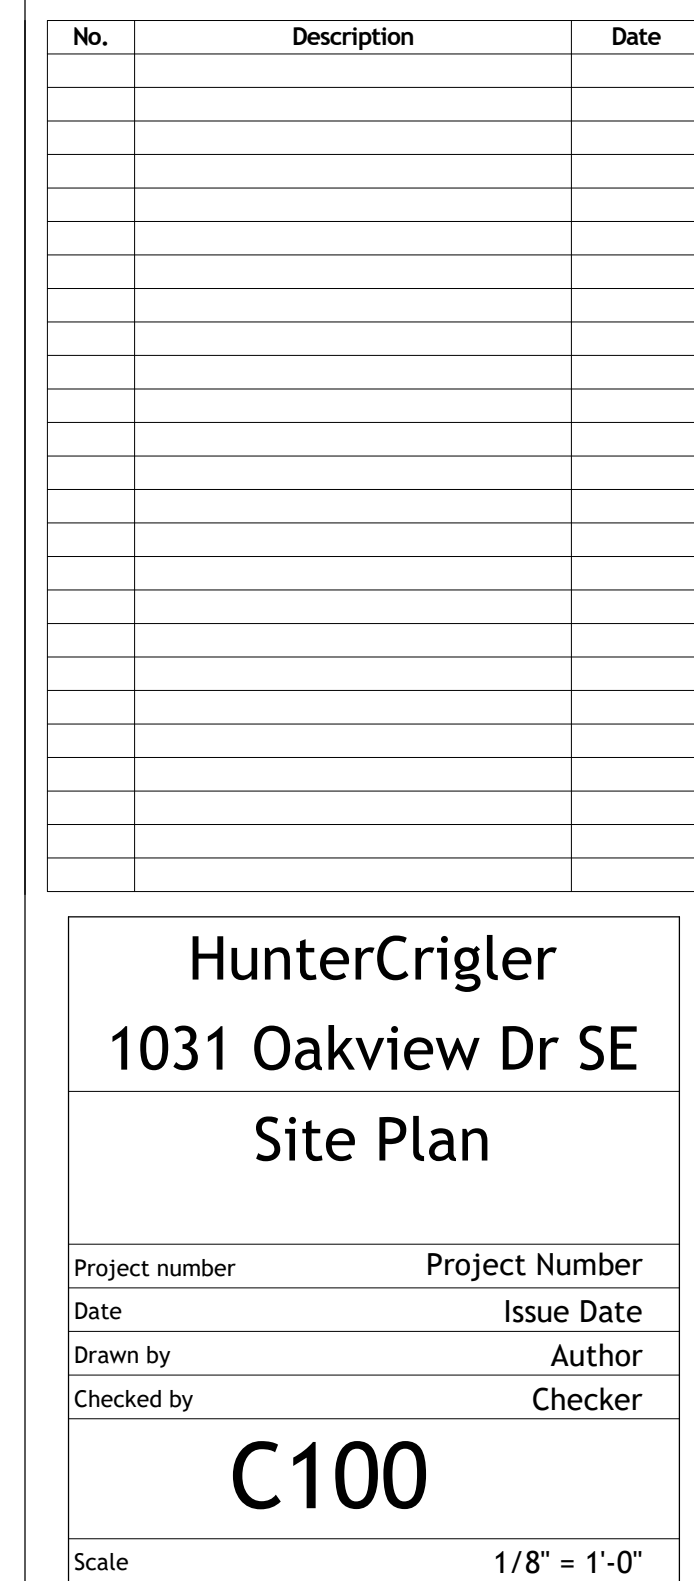 No. Description Date
HunterCrigler
1031 Oakview Dr SE
Site Plan
Project number Project Number
Date Issue Date
Drawn by Author
Checked by Checker
C100
Scale 1/8" = 1'-0"